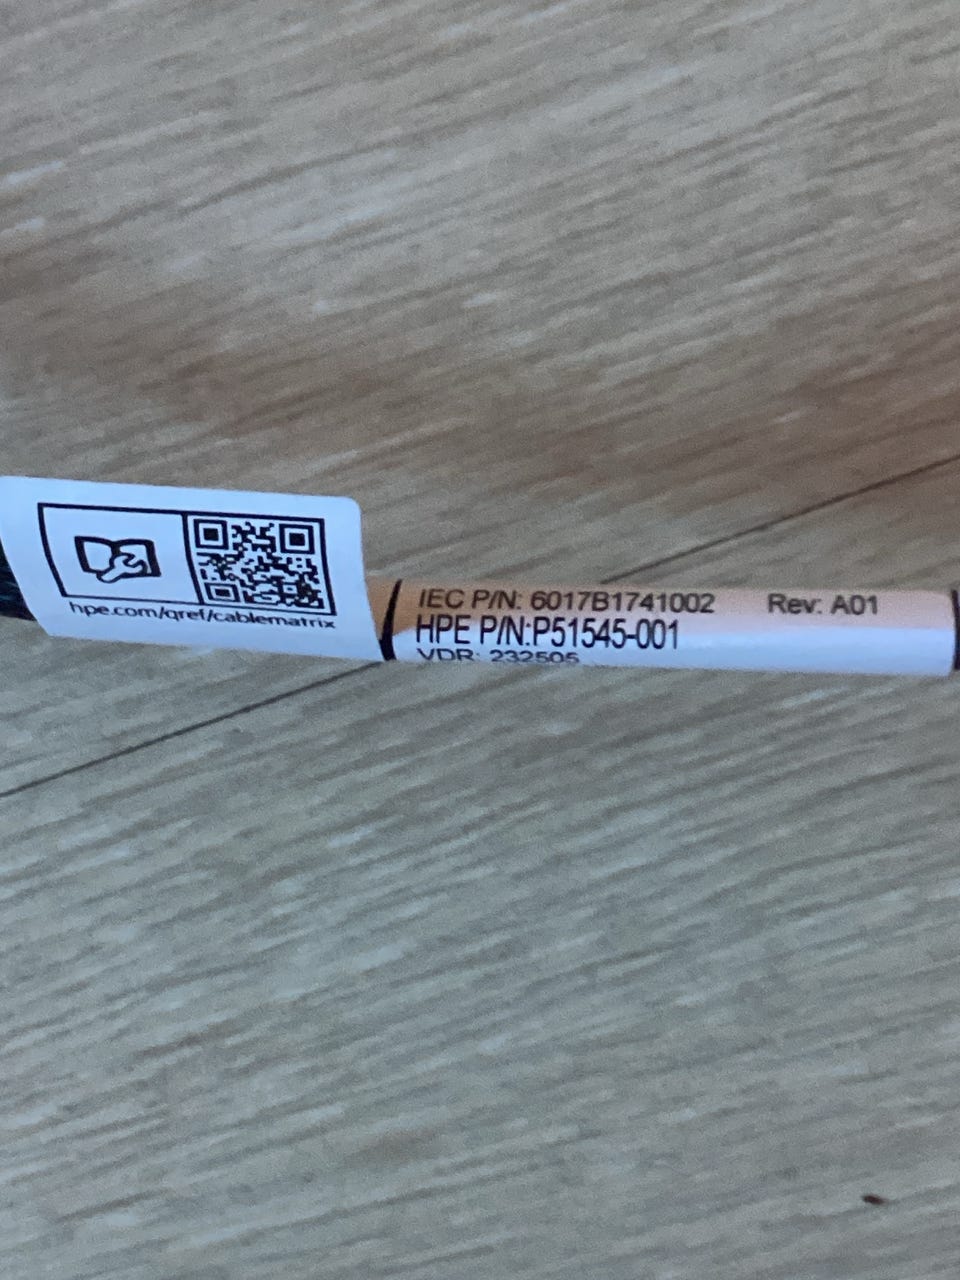 hpe.com/qref/cablematrix
IEC P/N: 6017B1741002 Rev: A01
HPE P/N:P51545-001
VDR: 232505